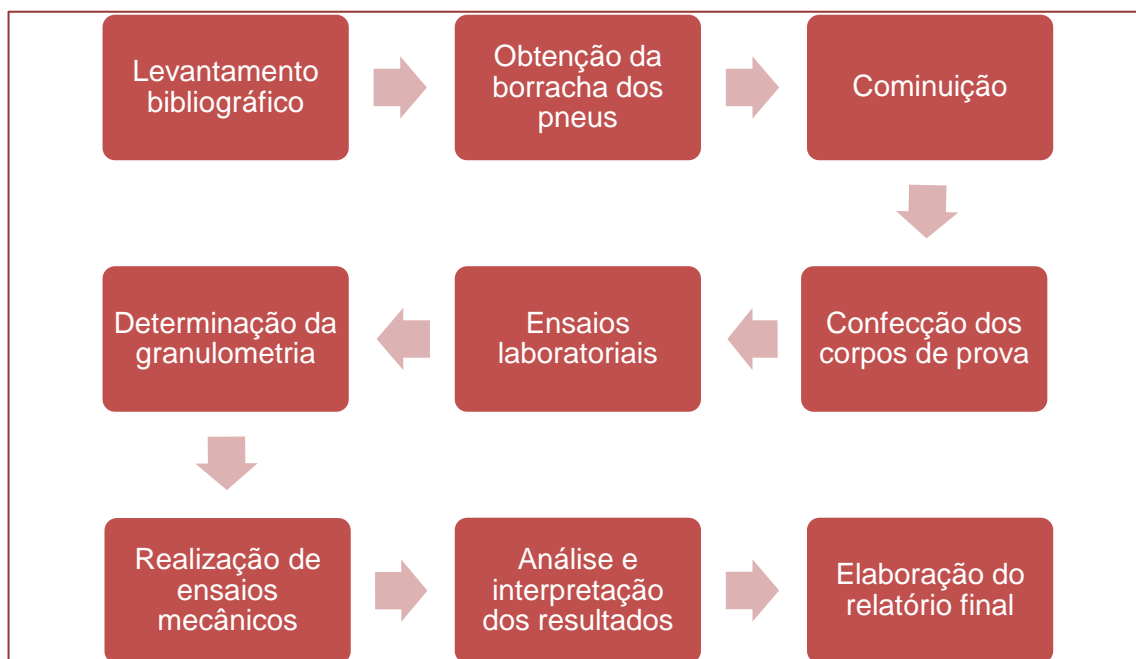 Levantamento
bibliográfico
Obtenção da
borracha dos
pneus
Cominuição
Confecção dos
corpos de prova
Ensaios
laboratoriais
Determinação da
granulometria
Realização de
ensaios
mecânicos
Análise e
interpretação
dos resultados
Elaboração do
relatório final